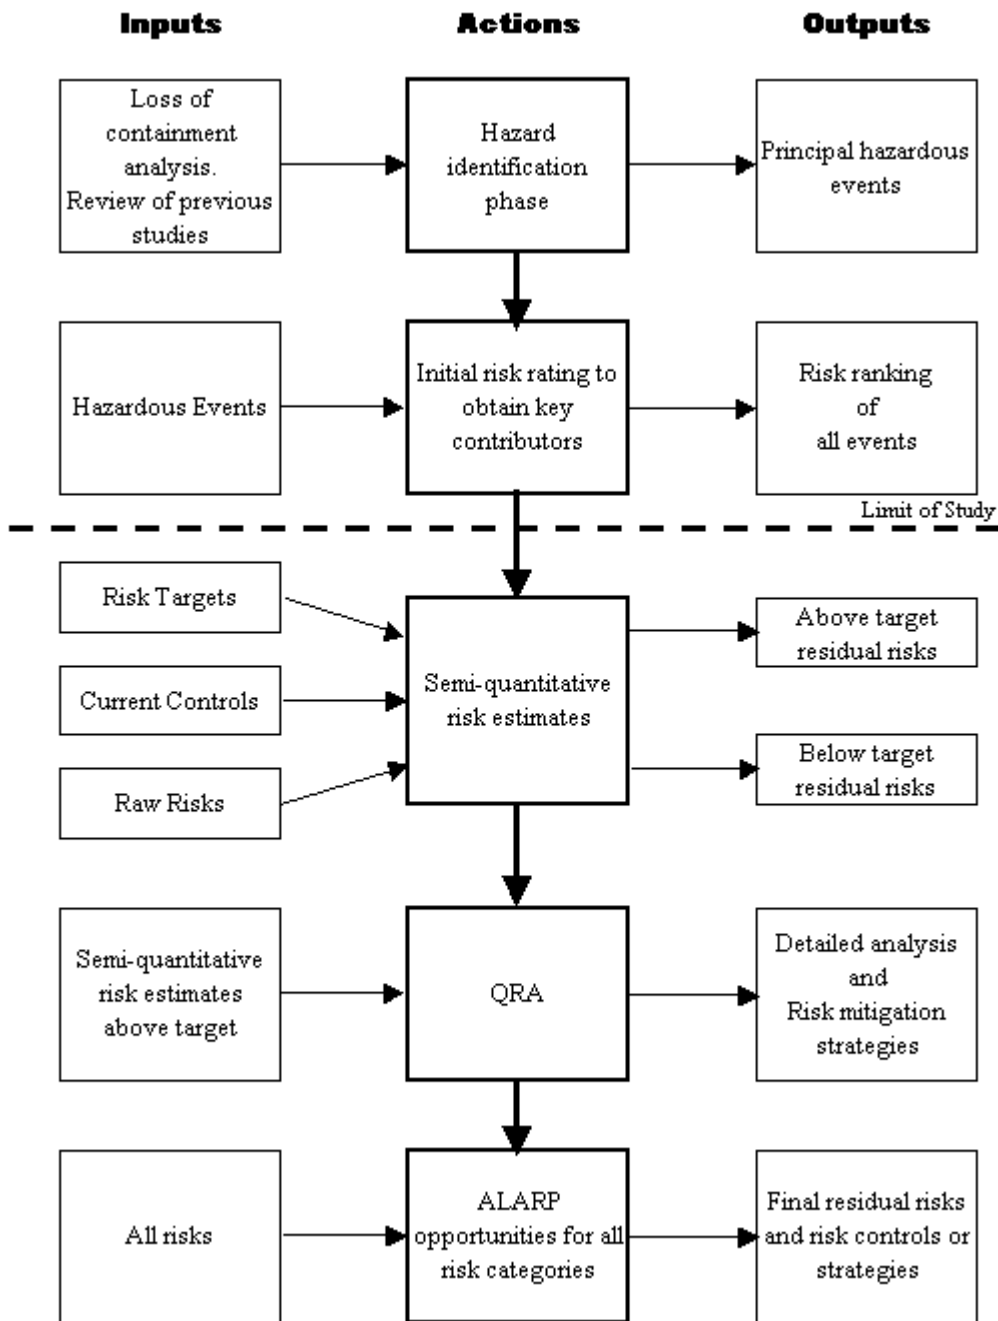 Inputs
Actions
Outputs
Loss of
containment
analysis.
Review of previous
studies
Hazard
identification
phase
Principal hazardous
events
Hazardous Events
Initial risk rating to
obtain key
contributors
Risk ranking
of
all events
Limit of Study
Risk Targets
Current Controls
Raw Risks
Semi-quantitative
risk estimates
Above target
residual risks
Below target
residual risks
Semi-quantitative
risk estimates
above target
QRA
Detailed analysis
and
Risk mitigation
strategies
All risks
ALARP
opportunities for all
risk categories
Final residual risks
and risk controls or
strategies